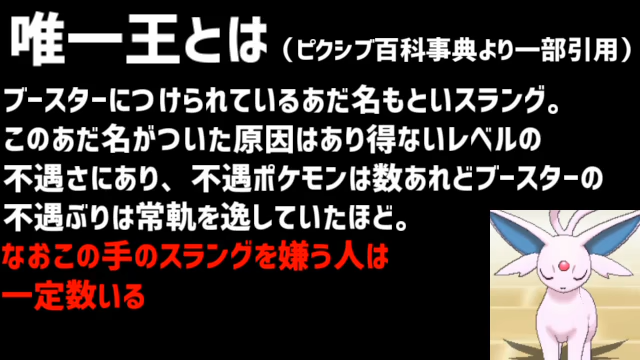 唯一王とは（ピクシブ百科事典より一部引用）
ブースターにつけられているあだ名もといスラング。
このあだ名がついた原因はあり得ないレベルの
不遇さにあり、不遇ポケモンは数あれどブースターの
不遇ぶりは常軌を逸していたほど。
なおこの手のスラングを嫌う人は
一定数いる